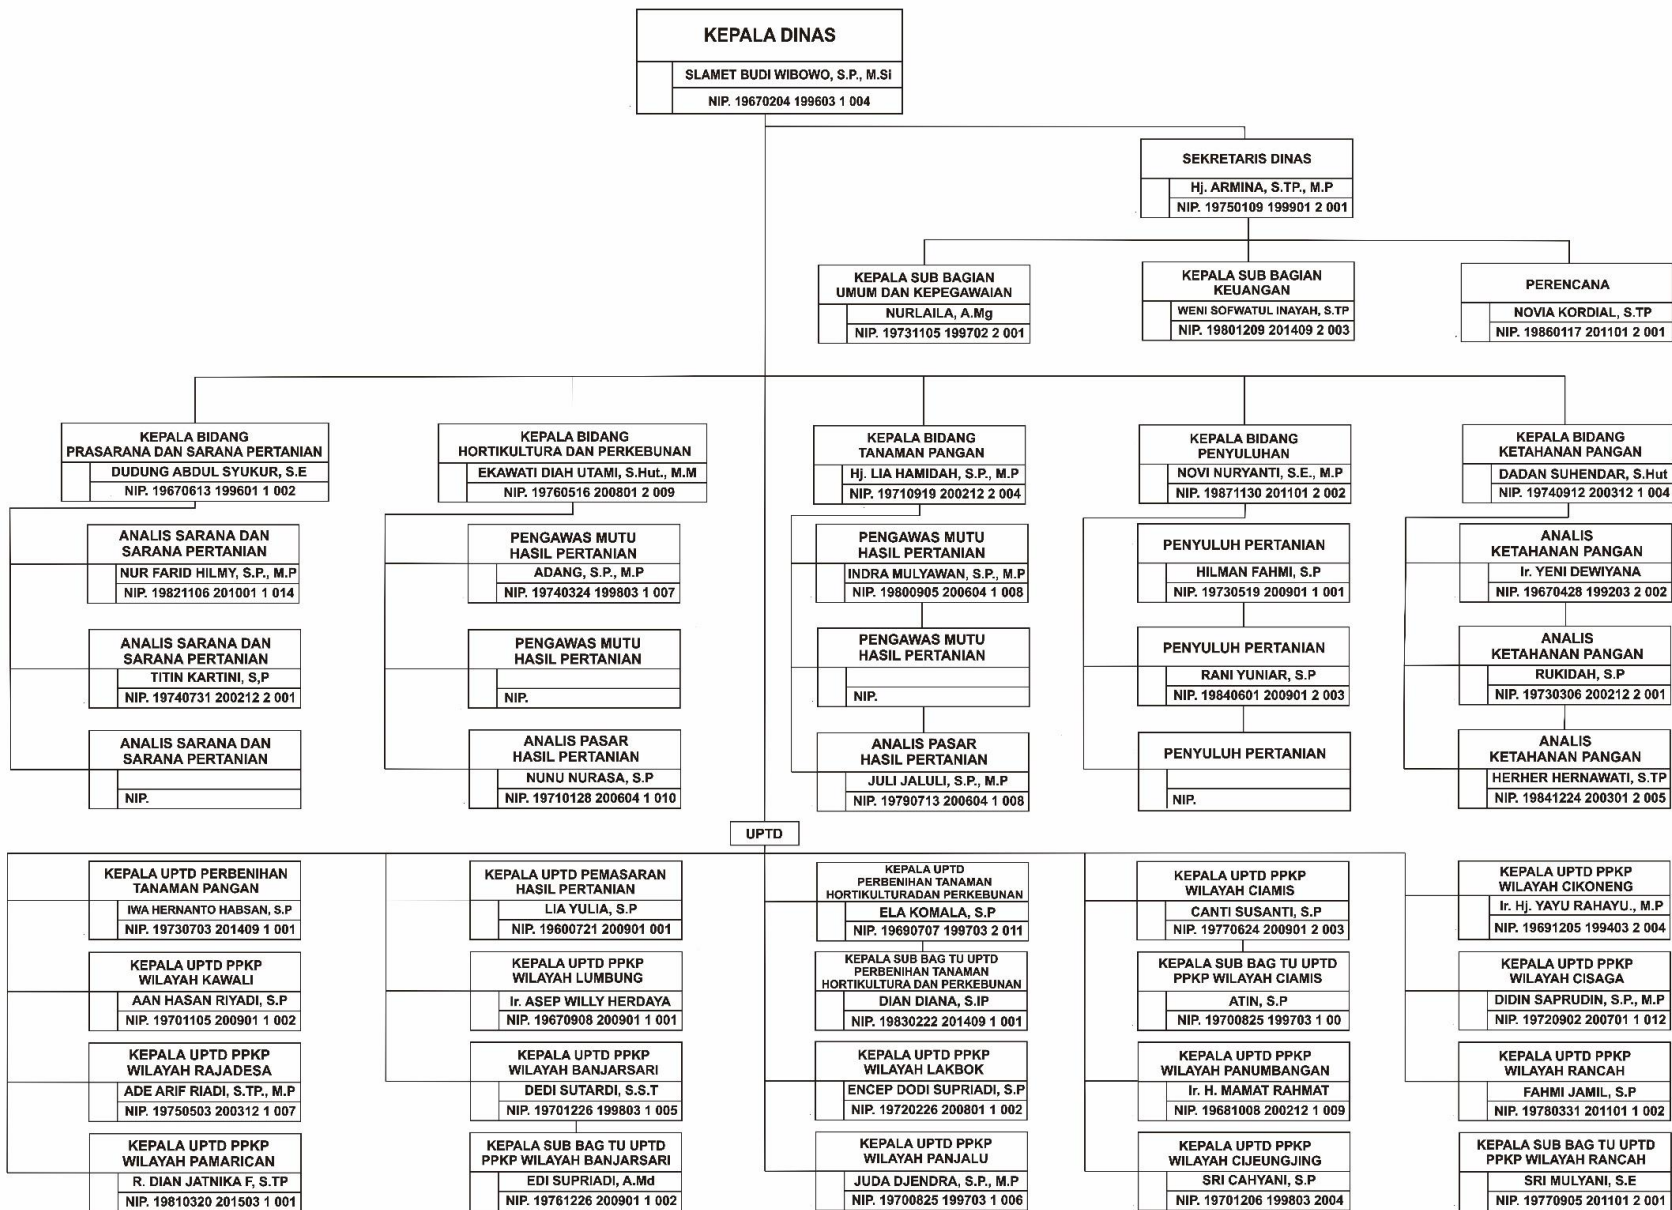 KEPALA DINAS
SLAMET BUDI WIBOWO, S.P., M.Si
NIP. 19670204 199603 1 004
SEKRETARIS DINAS
Hj. ARMINA, S.TP., M.P
NIP. 19750109 199901 2 001
KEPALA SUB BAGIAN
UMUM DAN KEPEGAWAIAN
NURLAILA, A.Mg
NIP. 19731105 199702 2 001
KEPALA SUB BAGIAN
KEUANGAN
WENI SOFWATUL INAYAH, S.TP
NIP. 19801209 201409 2 003
PERENCANA
NOVIA KORDIAL, S.TP
NIP. 19860117 201101 2 001
KEPALA BIDANG
PRASARANA DAN SARANA PERTANIAN
DUDUNG ABDUL SYUKUR, S.E
NIP. 19670613 199601 1 002
KEPALA BIDANG
HORTIKULTURA DAN PERKEBUNAN
EKAWATI DIAH UTAMI, S.Hut., M.M
NIP. 19760516 200801 2 009
KEPALA BIDANG
TANAMAN PANGAN
Hj. LIA HAMIDAH, S.P., M.P
NIP. 19710919 200212 2 004
KEPALA BIDANG
PENYULUHAN
NOVI NURYANTI, S.E., M.P
NIP. 19871130 201101 2 002
KEPALA BIDANG
KETAHANAN PANGAN
DADAN SUHENDAR, S.Hut
NIP. 19740912 200312 1 004
ANALIS SARANA DAN
SARANA PERTANIAN
NUR FARID HILMY, S.P., M.P
NIP. 19821106 201001 1 014
PENGAWAS MUTU
HASIL PERTANIAN
ADANG, S.P., M.P
NIP. 19740324 199803 1 007
PENGAWAS MUTU
HASIL PERTANIAN
INDRA MULYAWAN, S.P., M.P
NIP. 19800905 200604 1 008
PENYULUH PERTANIAN
HILMAN FAHMI, S.P
NIP. 19730519 200901 1 001
ANALIS
KETAHANAN PANGAN
Ir. YENI DEWIYANA
NIP. 19670428 199203 2 002
ANALIS SARANA DAN
SARANA PERTANIAN
TITIN KARTINI, S,P
NIP. 19740731 200212 2 001
PENGAWAS MUTU
HASIL PERTANIAN
NIP.
PENGAWAS MUTU
HASIL PERTANIAN
NIP.
PENYULUH PERTANIAN
RANI YUNIAR, S.P
NIP. 19840601 200901 2 003
ANALIS
KETAHANAN PANGAN
RUKIDAH, S.P
NIP. 19730306 200212 2 001
ANALIS SARANA DAN
SARANA PERTANIAN
NIP.
ANALIS PASAR
HASIL PERTANIAN
NUNU NURASA, S.P
NIP. 19710128 200604 1 010
ANALIS PASAR
HASIL PERTANIAN
JULI JALULI, S.P., M.P
NIP. 19790713 200604 1 008
PENYULUH PERTANIAN
NIP.
ANALIS
KETAHANAN PANGAN
HERHER HERNAWATI, S.TP
NIP. 19841224 200301 2 005
UPTD
KEPALA UPTD PERBENIHAN
TANAMAN PANGAN
IWA HERNANTO HABSAN, S.P
NIP. 19730703 201409 1 001
KEPALA UPTD PEMASARAN
HASIL PERTANIAN
LIA YULIA, S.P
NIP. 19600721 200901 001
KEPALA UPTD
PERBENIHAN TANAMAN
HORTIKULTURADAN PERKEBUNAN
ELA KOMALA, S.P
NIP. 19690707 199703 2 011
KEPALA UPTD PPKP
WILAYAH CIAMIS
CANTI SUSANTI, S.P
NIP. 19770624 200901 2 003
KEPALA UPTD PPKP
WILAYAH CIKONENG
Ir. Hj. YAYU RAHAYU., M.P
NIP. 19691205 199403 2 004
KEPALA UPTD PPKP
WILAYAH KAWALI
AAN HASAN RIYADI, S.P
NIP. 19701105 200901 1 002
KEPALA UPTD PPKP
WILAYAH LUMBUNG
Ir. ASEP WILLY HERDAYA
NIP. 19670908 200901 1 001
KEPALA SUB BAG TU UPTD
PERBENIHAN TANAMAN
HORTIKULTURA DAN PERKEBUNAN
DIAN DIANA, S.IP
NIP. 19830222 201409 1 001
KEPALA SUB BAG TU UPTD
PPKP WILAYAH CIAMIS
ATIN, S.P
NIP. 19700825 199703 1 00
KEPALA UPTD PPKP
WILAYAH CISAGA
DIDIN SAPRUDIN, S.P., M.P
NIP. 19720902 200701 1 012
KEPALA UPTD PPKP
WILAYAH RAJADESA
ADE ARIF RIADI, S.TP., M.P
NIP. 19750503 200312 1 007
KEPALA UPTD PPKP
WILAYAH BANJARSARI
DEDI SUTARDI, S.S.T
NIP. 19701226 199803 1 005
KEPALA UPTD PPKP
WILAYAH LAKBOK
ENCEP DODI SUPRIADI, S.P
NIP. 19720226 200801 1 002
KEPALA UPTD PPKP
WILAYAH PANUMBANGAN
Ir. H. MAMAT RAHMAT
NIP. 19681008 200212 1 009
KEPALA UPTD PPKP
WILAYAH RANCAH
FAHMI JAMIL, S.P
NIP. 19780331 201101 1 002
KEPALA UPTD PPKP
WILAYAH PAMARICAN
R. DIAN JATNIKA F, S.TP
NIP. 19810320 201503 1 001
KEPALA SUB BAG TU UPTD
PPKP WILAYAH BANJARSARI
EDI SUPRIADI, A.Md
NIP. 19761226 200901 1 002
KEPALA UPTD PPKP
WILAYAH PANJALU
JUDA DJENDRA, S.P., M.P
NIP. 19700825 199703 1 006
KEPALA UPTD PPKP
WILAYAH CIJEUNGJING
SRI CAHYANI, S.P
NIP. 19701206 199803 2004
KEPALA SUB BAG TU UPTD
PPKP WILAYAH RANCAH
SRI MULYANI, S.E
NIP. 19770905 201101 2 001